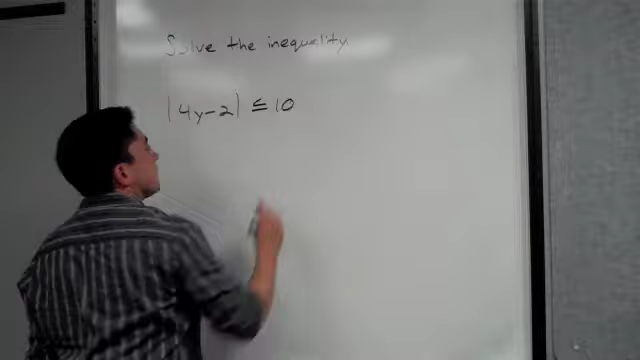 Solve the inequality.
|4y-2| ≤ 10